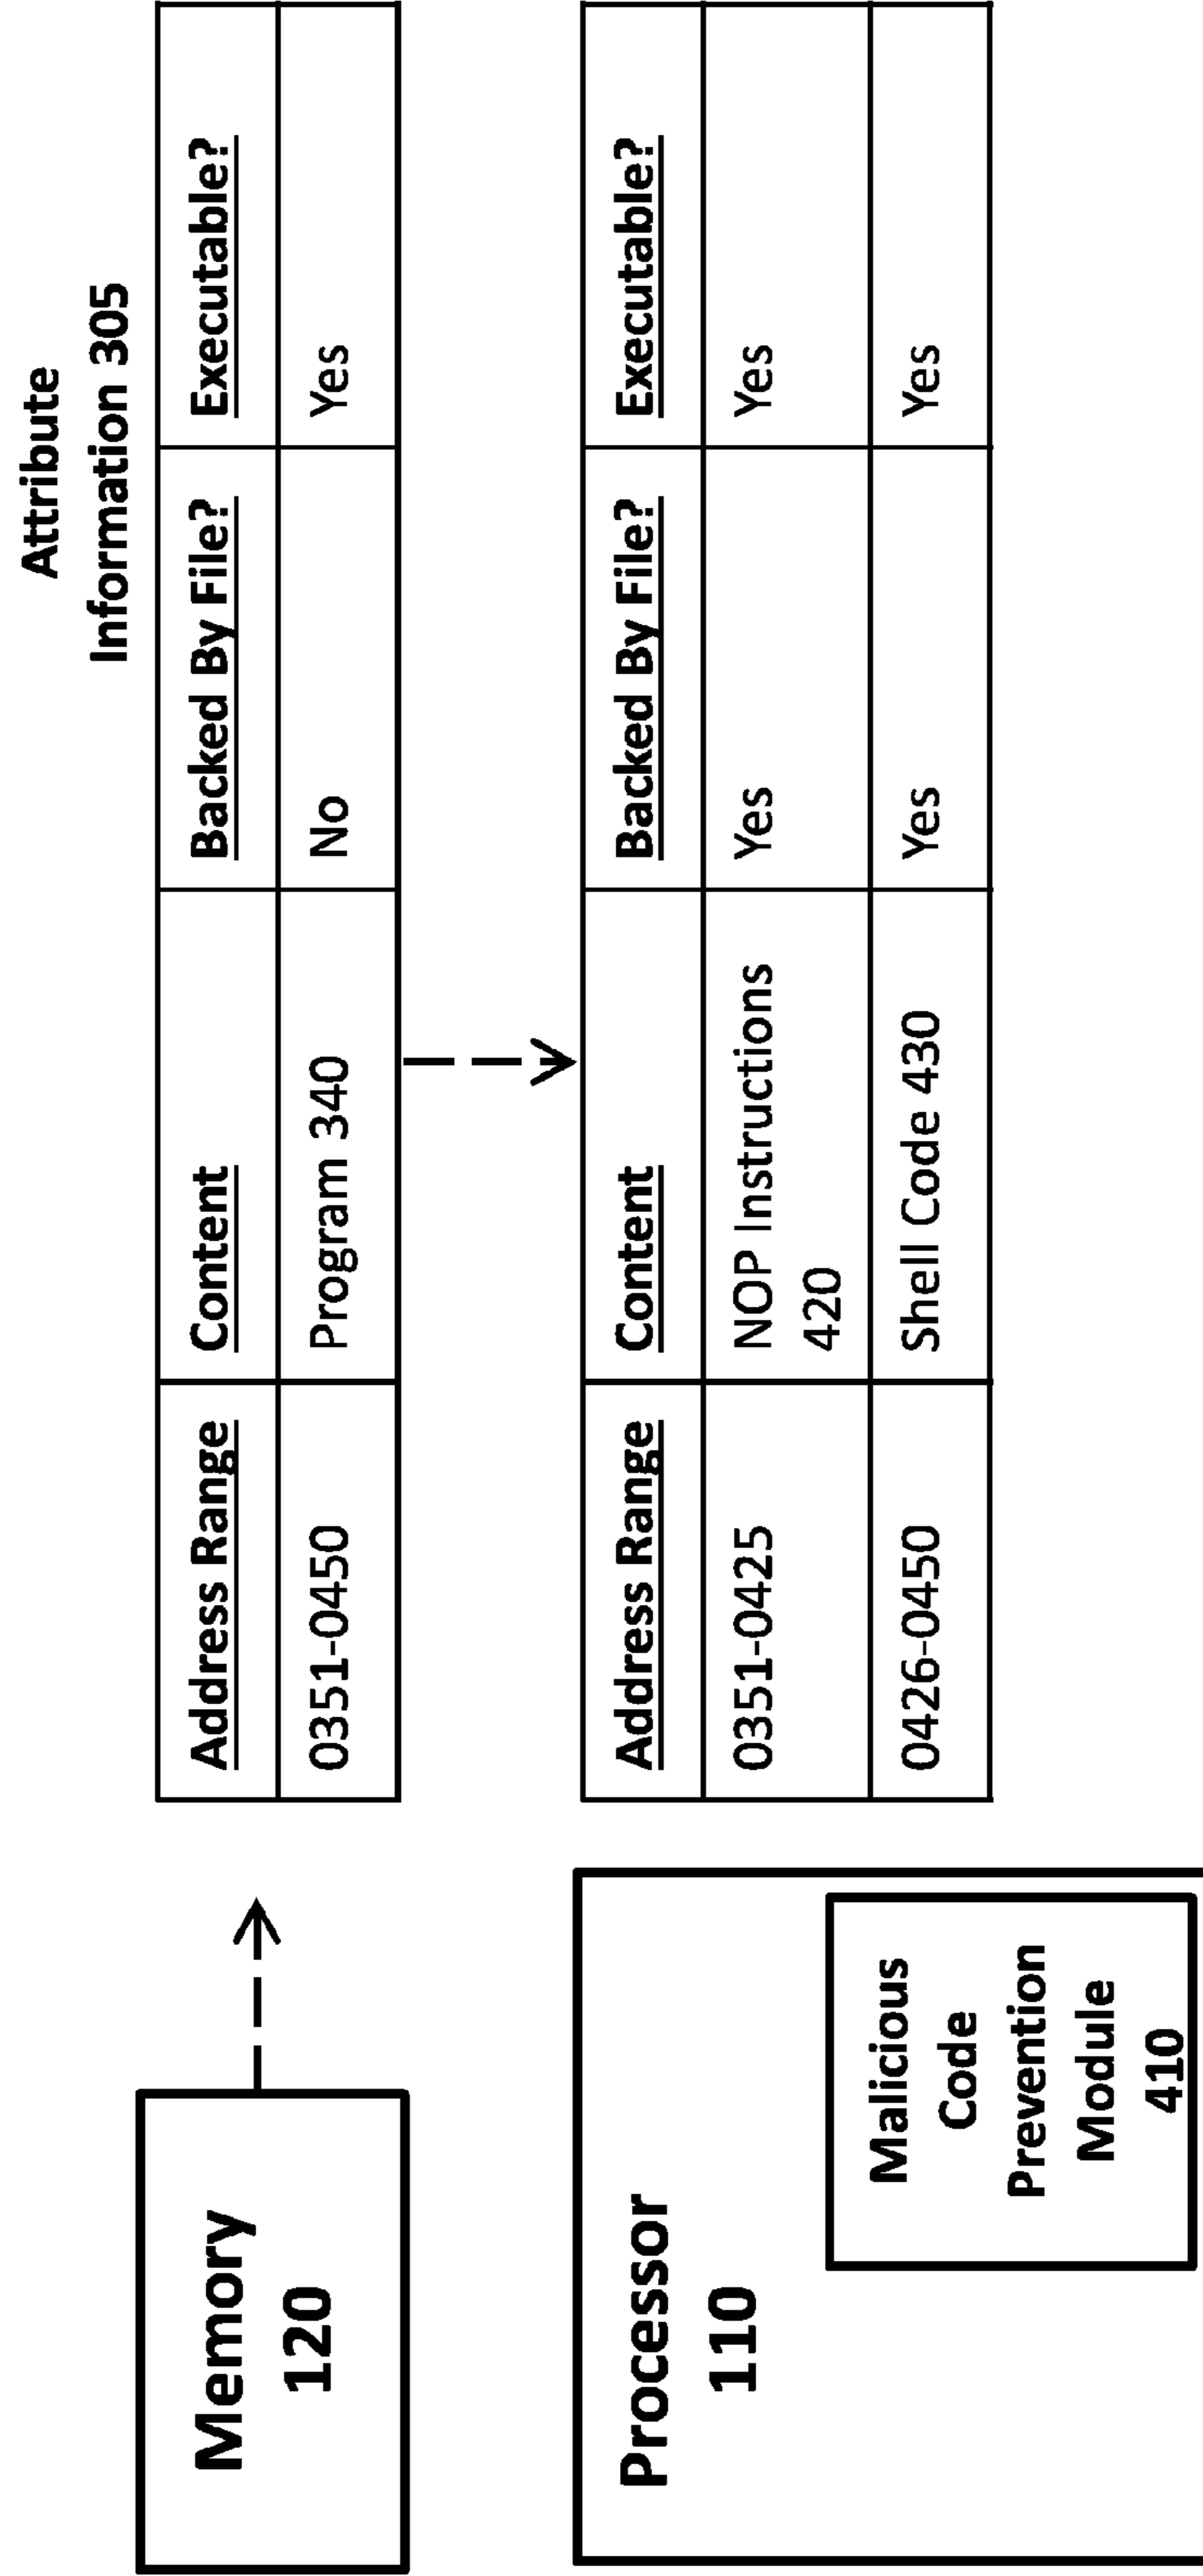 Attribute
Information 305
Memory
120
Address Range Content Backed By File? Executable?
0351-0450 Program 340 No Yes
Processor
110
Malicious
Code
Prevention
Module
410
Address Range Content Backed By File? Executable?
0351-0425 NOP Instructions Yes Yes
420
0426-0450 Shell Code 430 Yes Yes